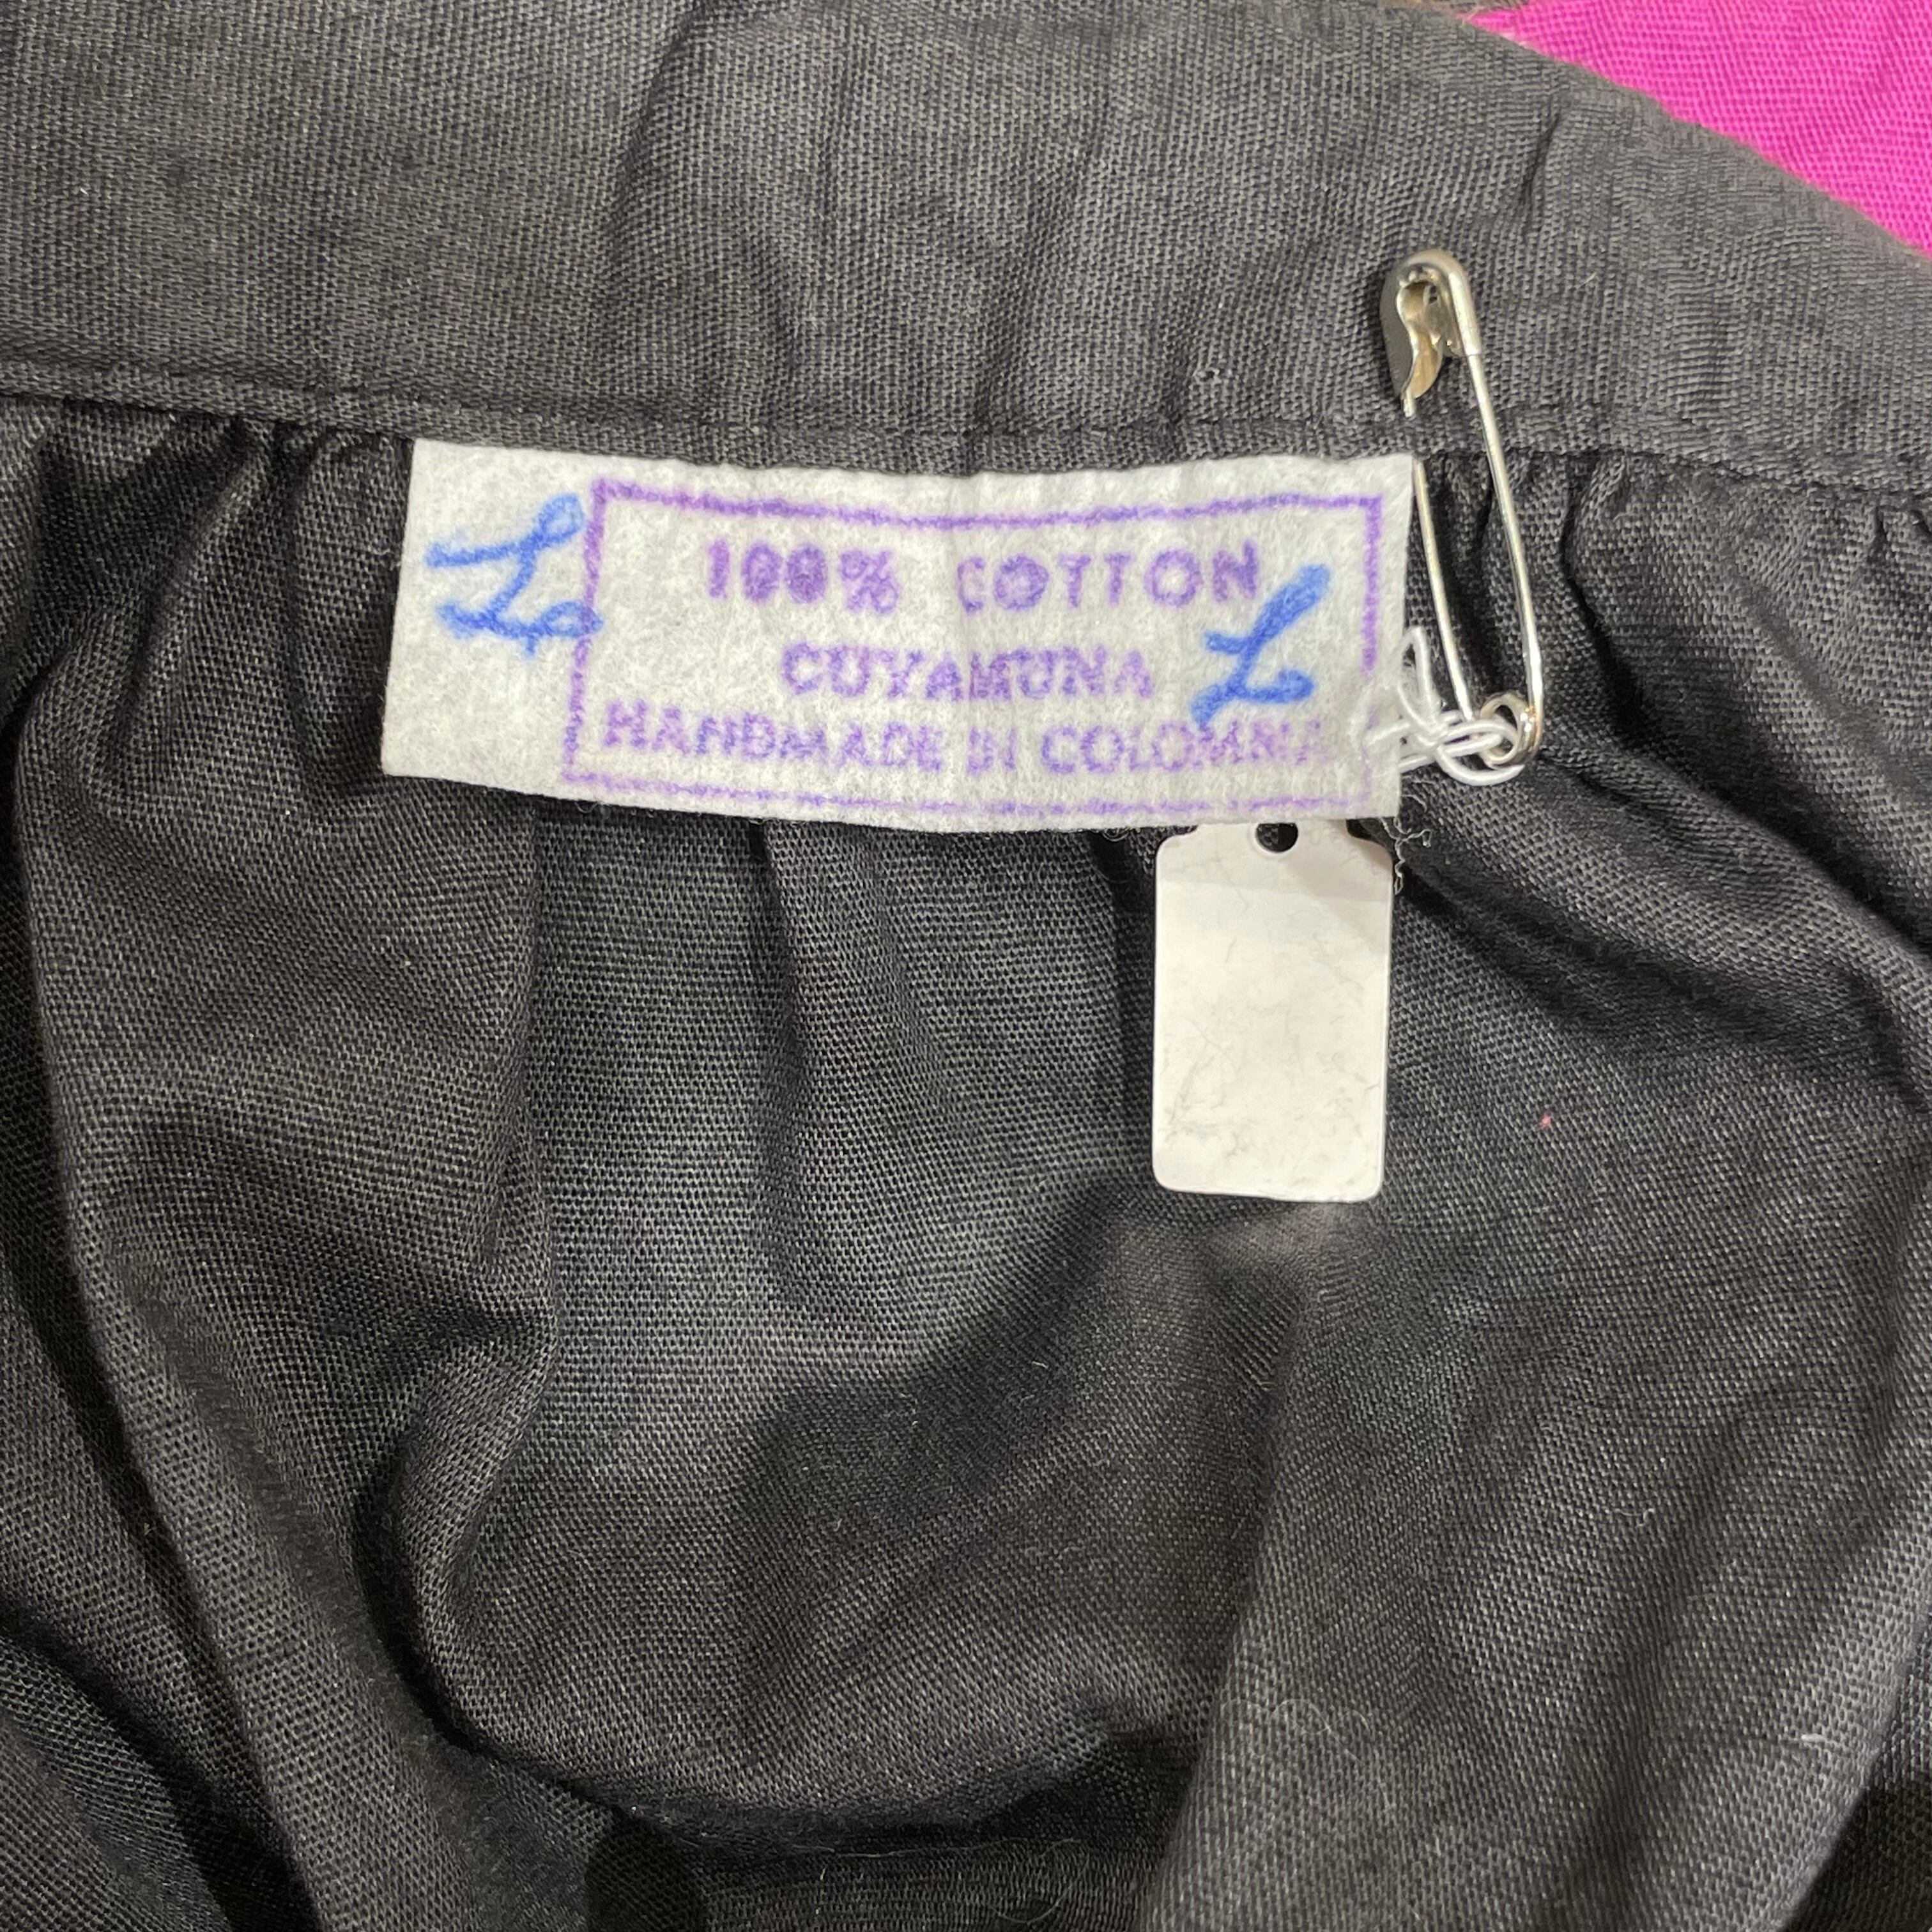 L
100% COTTON
CUYAMUNA L
HANDMADE IN COLOMBIA